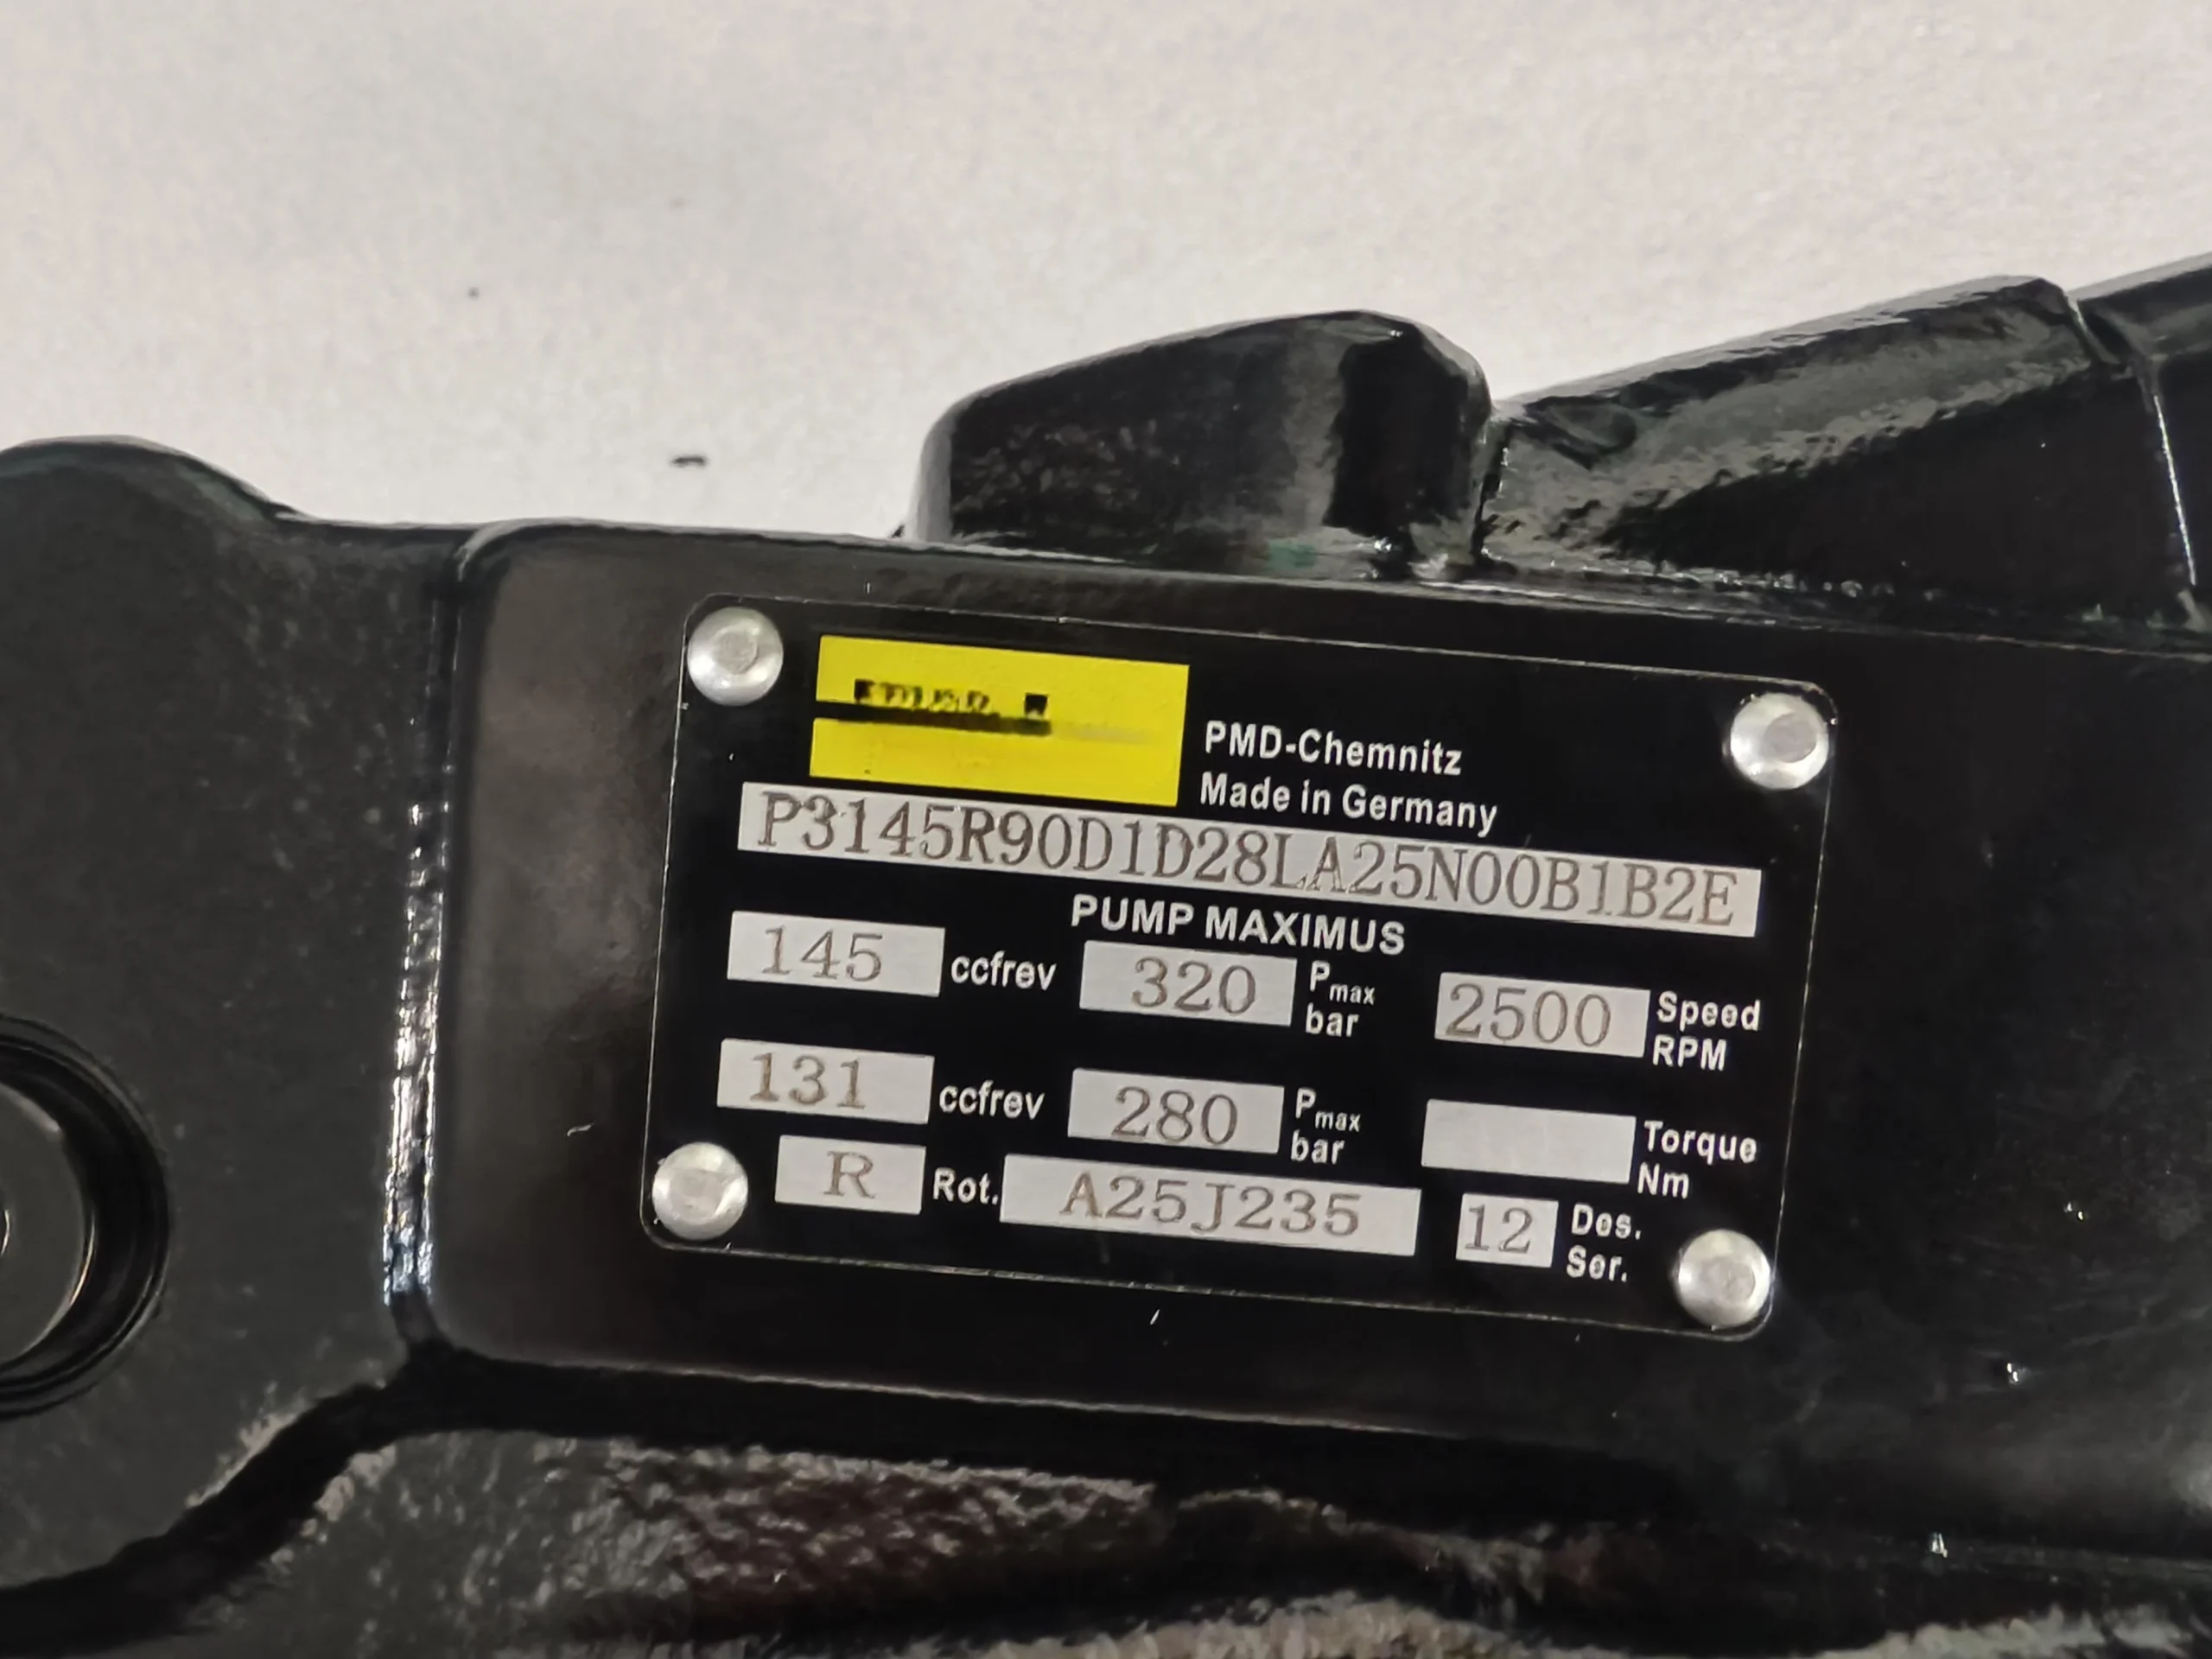 PMD-Chemnitz
Made in Germany
P3145R90D1D28LA25N00B1B2E
PUMP MAXIMUS
145 ccfrev 320 Pmax bar 2500 Speed RPM
131 ccfrev 280 Pmax bar Torque Nm
R Rot. A25J235 12 Des. Ser.